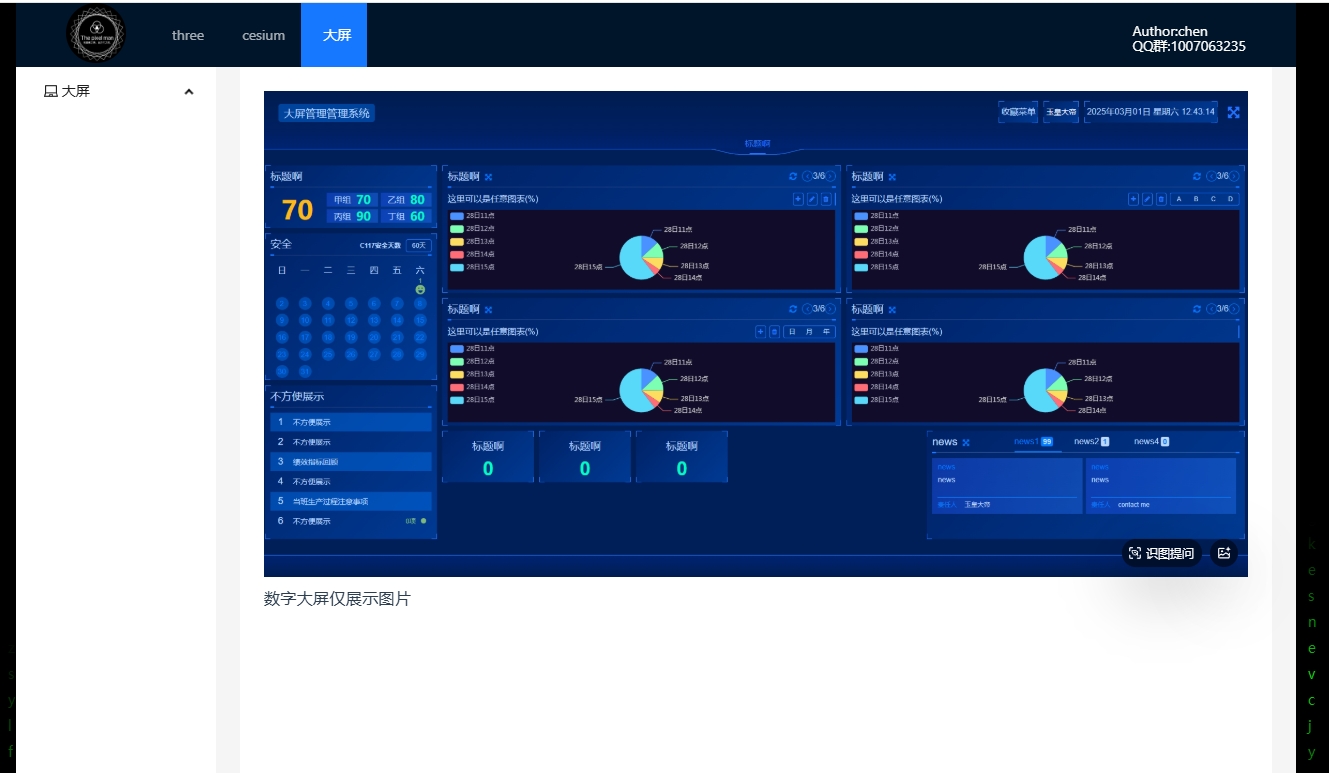 The pixel man
three
cesium
大屏
Author:chen
QQ群:1007063235
大屏
大屏管理管理系统
收藏菜单
玉皇大帝
2025年03月01日 星期六 12:43:14
标题啊
标题啊
70
甲组 70
乙组 80
丙组 90
丁组 60
安全
C117安全天数
60天
日 一 二 三 四 五 六
1
2 3 4 5 6 7 8
9 10 11 12 13 14 15
16 17 18 19 20 21 22
23 24 25 26 27 28 29
30 31
不方便展示
1 不方便展示
2 不方便展示
3 绩效指标回顾
4 不方便展示
5 当班生产过程注意事项
6 不方便展示
标题啊
3/6
这里可以是任意图表(%)
28日11点
28日12点
28日13点
28日14点
28日15点
28日11点
28日12点
28日13点
28日14点
28日15点
标题啊
3/6
这里可以是任意图表(%)
A B C D
28日11点
28日12点
28日13点
28日14点
28日15点
28日11点
28日12点
28日13点
28日14点
28日15点
标题啊
3/6
这里可以是任意图表(%)
日 月 年
28日11点
28日12点
28日13点
28日14点
28日15点
28日11点
28日12点
28日13点
28日14点
28日15点
标题啊
3/6
这里可以是任意图表(%)
28日11点
28日12点
28日13点
28日14点
28日15点
28日11点
28日12点
28日13点
28日14点
28日15点
标题啊
0
标题啊
0
标题啊
0
news
news1 99
news2 1
news4 0
news
news
责任人 玉皇大帝
news
news
责任人 contact me
识图提问
数字大屏仅展示图片
z
s
y
l
f
k
e
s
n
e
v
c
j
y